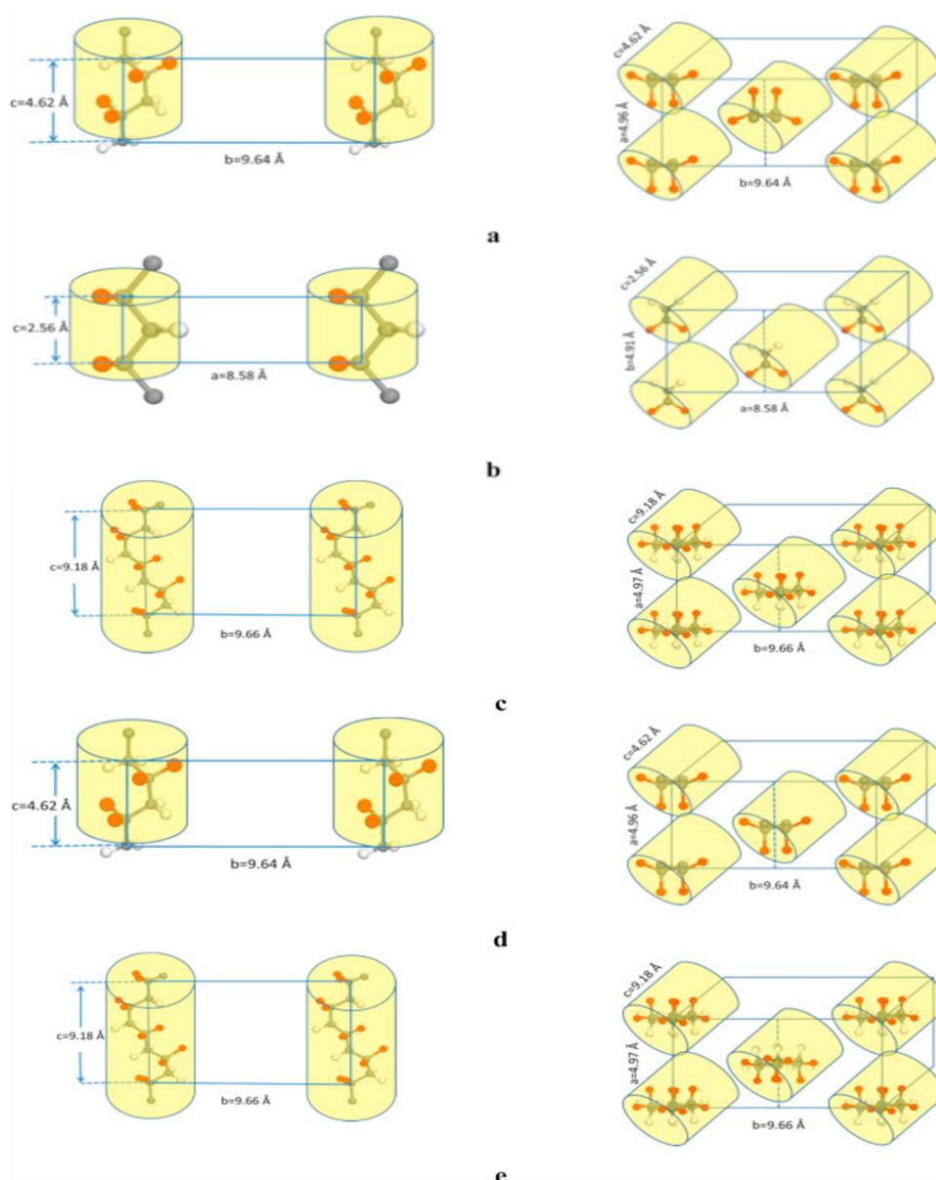 c=4.62 Å
b=9.64 Å
c=4.62 Å
a=4.96 Å
b=9.64 Å
a
c=2.56 Å
a=8.58 Å
c=2.56 Å
b=4.91 Å
a=8.58 Å
b
c=9.18 Å
b=9.66 Å
c=9.18 Å
a=4.97 Å
b=9.66 Å
c
c=4.62 Å
b=9.64 Å
c=4.62 Å
a=4.96 Å
b=9.64 Å
d
c=9.18 Å
b=9.66 Å
c=9.18 Å
a=4.97 Å
b=9.66 Å
e